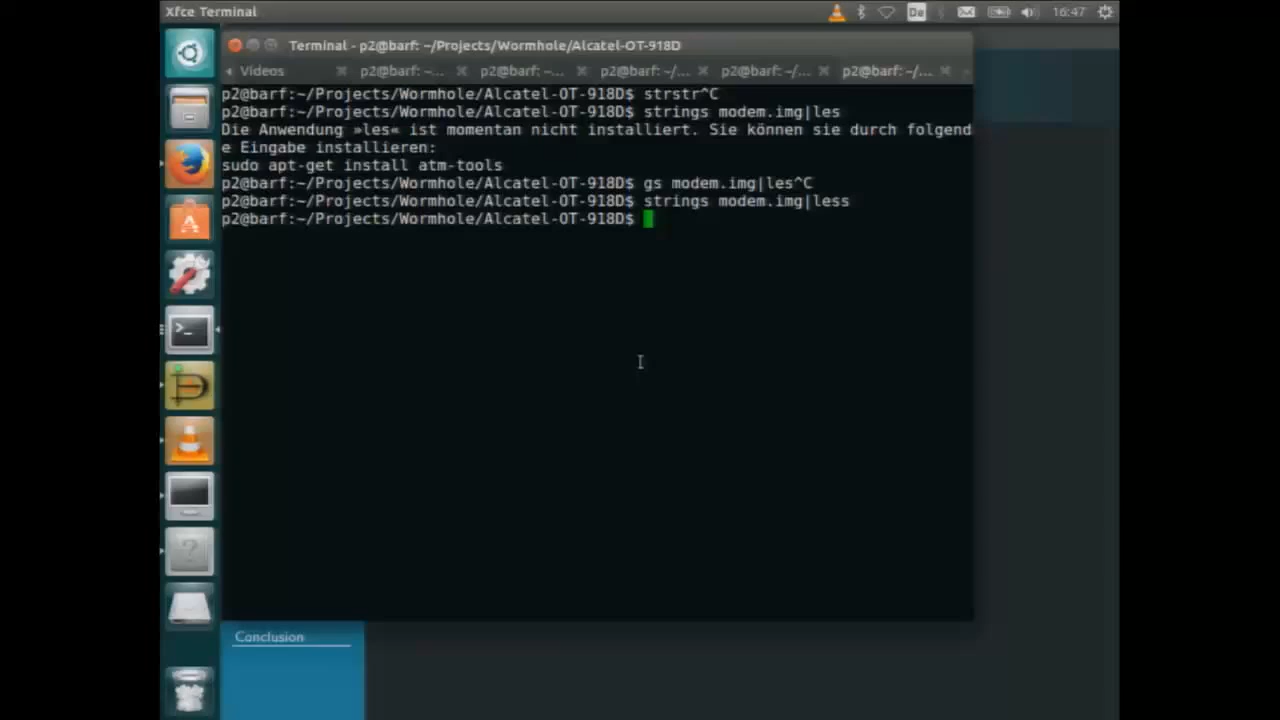 Xfce Terminal
De
16:47
Terminal - p2@barf: ~/Projects/Wormhole/Alcatel-OT-918D
Videos
p2@barf: ~...
p2@barf: ~...
p2@barf: ~/...
p2@barf: ~/...
p2@barf: ~/...
p2@barf:~/Projects/Wormhole/Alcatel-OT-918D$ strstr^C
p2@barf:~/Projects/Wormhole/Alcatel-OT-918D$ strings modem.img|les
Die Anwendung »les« ist momentan nicht installiert. Sie können sie durch folgend
e Eingabe installieren:
sudo apt-get install atm-tools
p2@barf:~/Projects/Wormhole/Alcatel-OT-918D$ gs modem.img|les^C
p2@barf:~/Projects/Wormhole/Alcatel-OT-918D$ strings modem.img|less
p2@barf:~/Projects/Wormhole/Alcatel-OT-918D$
Conclusion